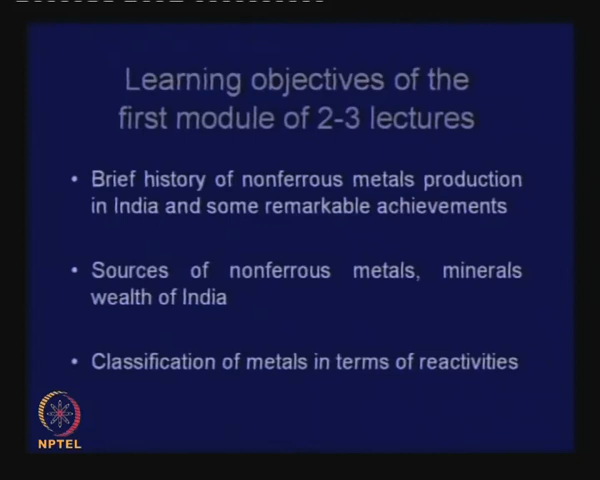 Learning objectives of the
first module of 2-3 lectures
• Brief history of nonferrous metals production
in India and some remarkable achievements
• Sources of nonferrous metals, minerals
wealth of India
• Classification of metals in terms of reactivities
NPTEL